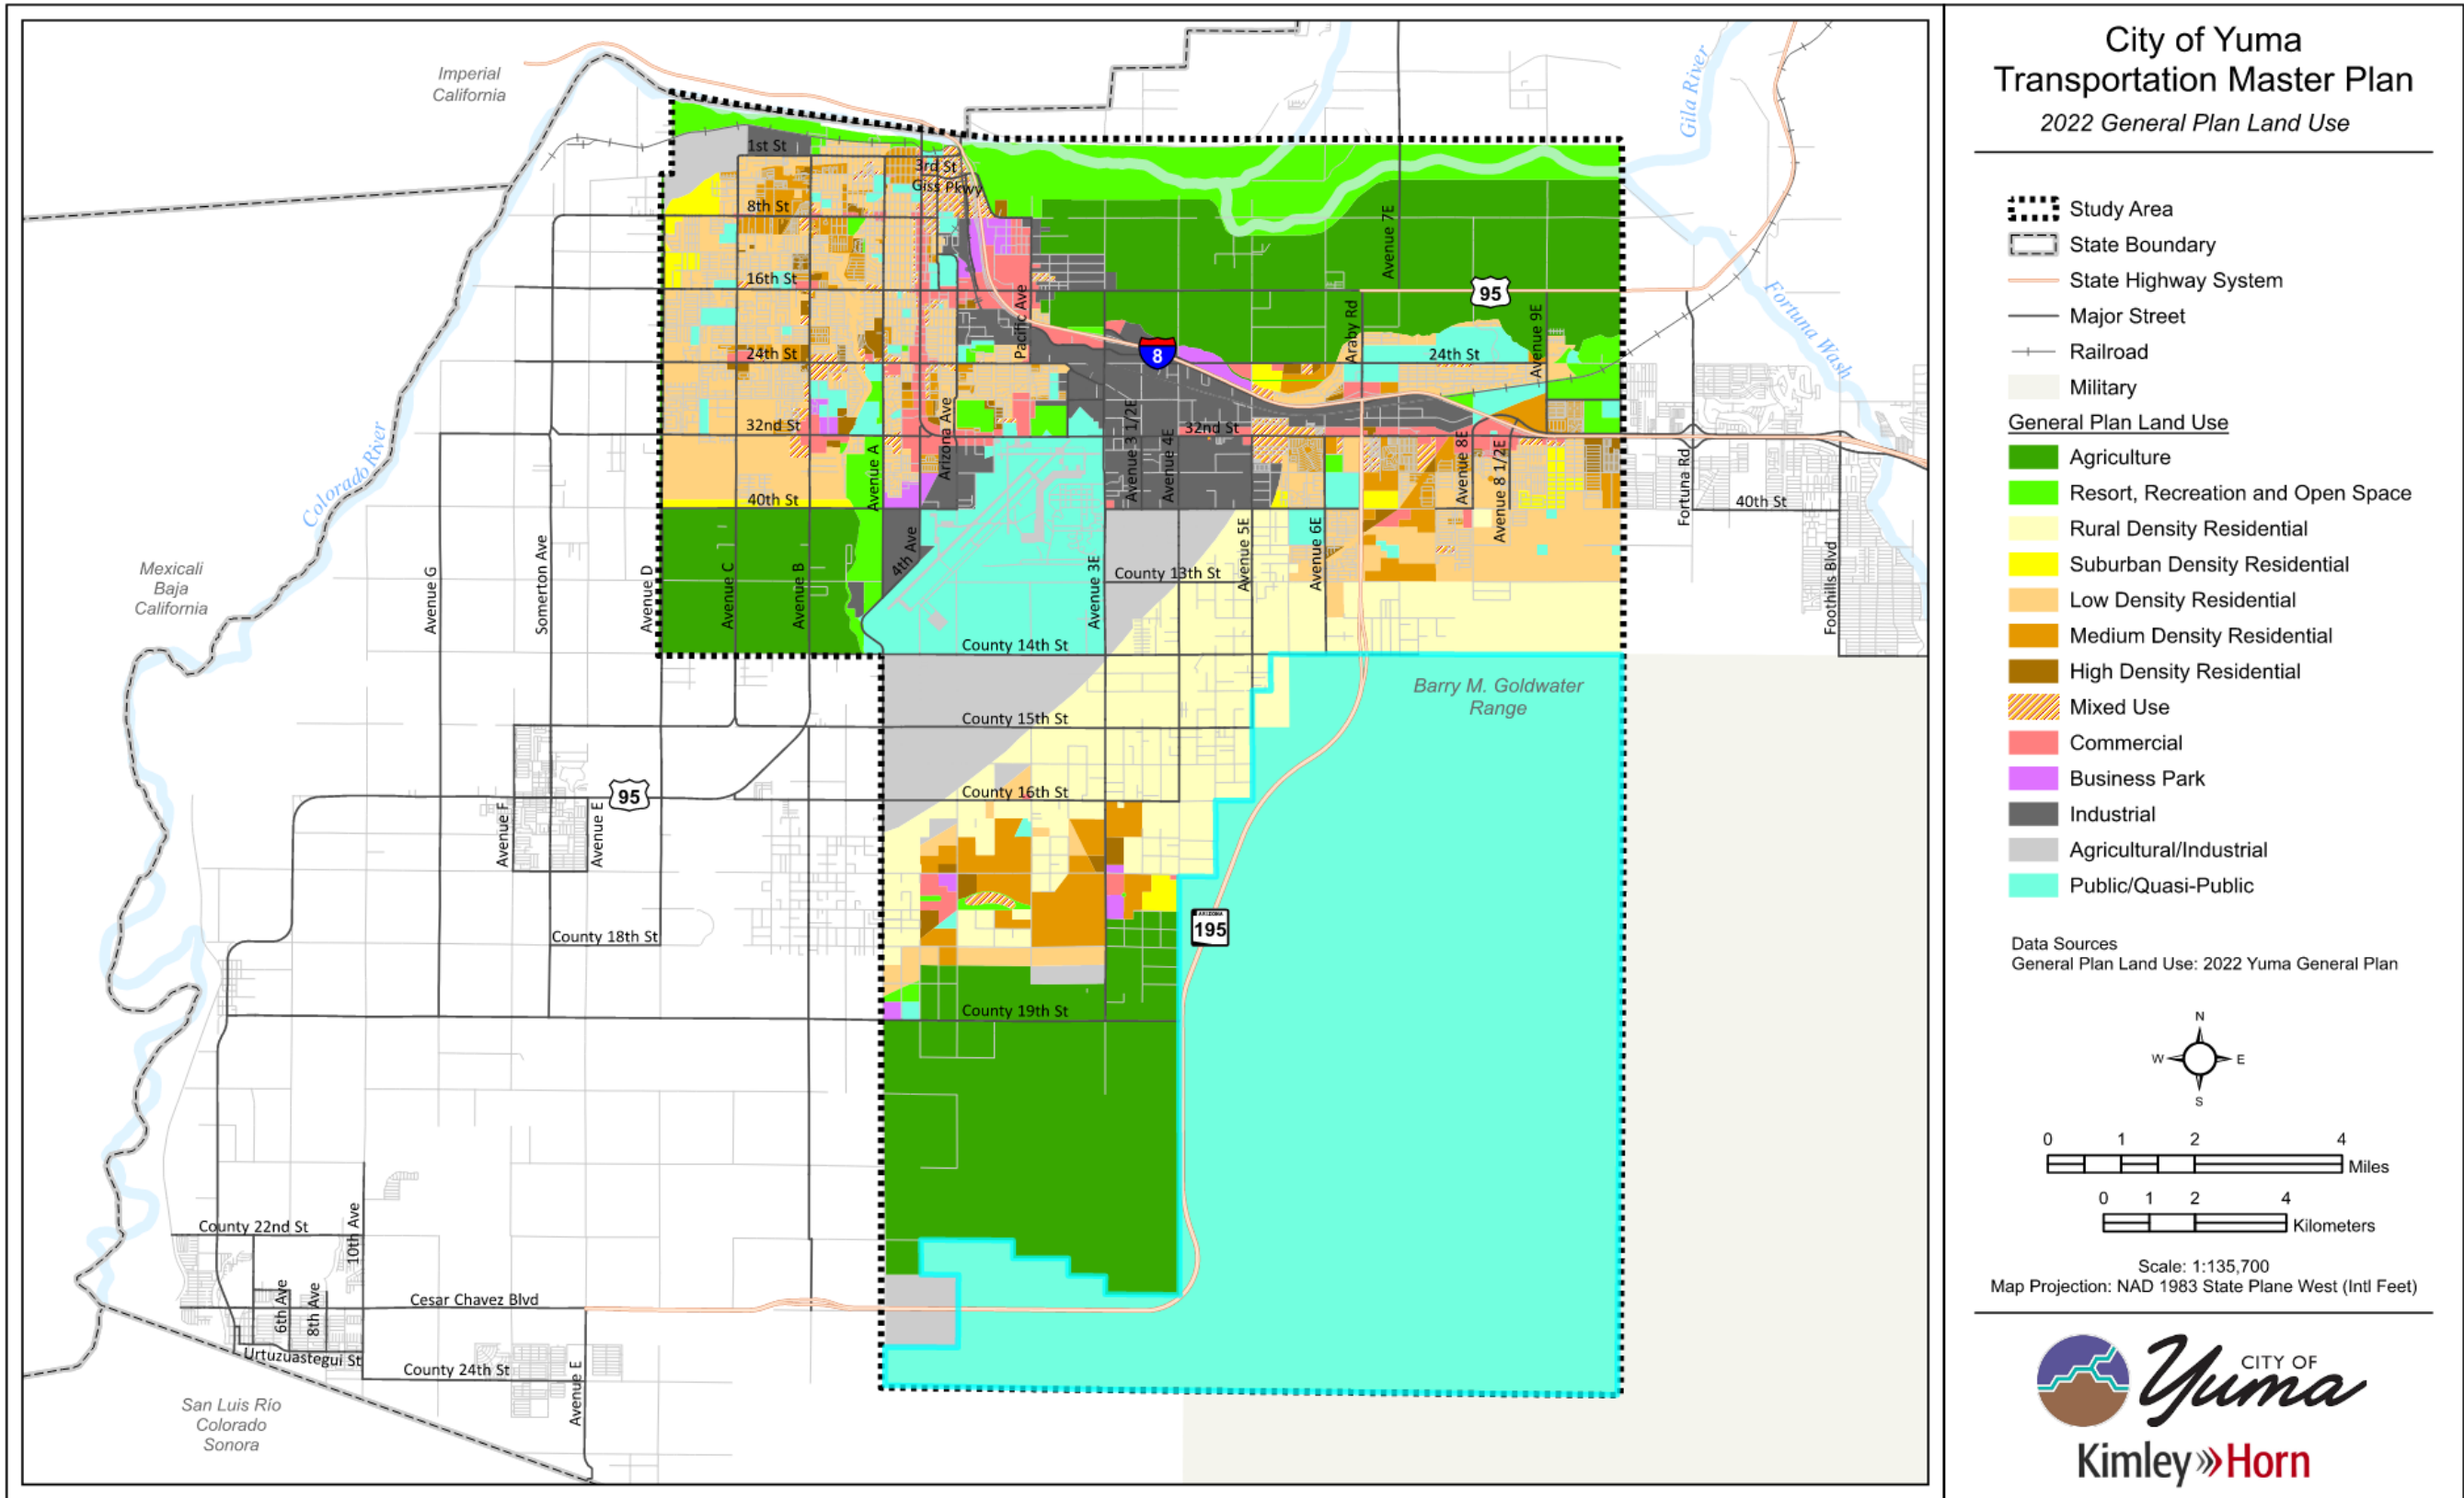 City of Yuma
Transportation Master Plan
2022 General Plan Land Use
Study Area
State Boundary
State Highway System
Major Street
Railroad
Military
General Plan Land Use
Agriculture
Resort, Recreation and Open Space
Rural Density Residential
Suburban Density Residential
Low Density Residential
Medium Density Residential
High Density Residential
Mixed Use
Commercial
Business Park
Industrial
Agricultural/Industrial
Public/Quasi-Public
Data Sources
General Plan Land Use: 2022 Yuma General Plan
N
W
E
S
0 1 2 4
Miles
0 1 2 4
Kilometers
Scale: 1:135,700
Map Projection: NAD 1983 State Plane West (Intl Feet)
CITY OF
Yuma
Kimley»Horn
Imperial
California
Gila River
1st St
3rd St
Giss Pkwy
8th St
Avenue 7E
16th St
95
Fortuna Wash
Pacific Ave
Araby Rd
Avenue 9E
24th St
8
24th St
Colorado River
32nd St
Arizona Ave
Avenue 3 1/2E
32nd St
Avenue 4E
Avenue A
Avenue 8E
Avenue 8 1/2E
Fortuna Rd
40th St
40th St
Mexicali
Baja
California
Avenue G
Somerton Ave
Avenue D
Avenue C
Avenue B
4th Ave
Avenue 3E
County 13th St
Avenue 5E
Avenue 6E
Foothills Blvd
County 14th St
Barry M. Goldwater
Range
County 15th St
County 16th St
95
Avenue F
Avenue E
ARIZONA
195
County 18th St
County 19th St
County 22nd St
10th Ave
6th Ave
8th Ave
Cesar Chavez Blvd
Urtuzuastegui St
County 24th St
Avenue E
San Luis Río
Colorado
Sonora